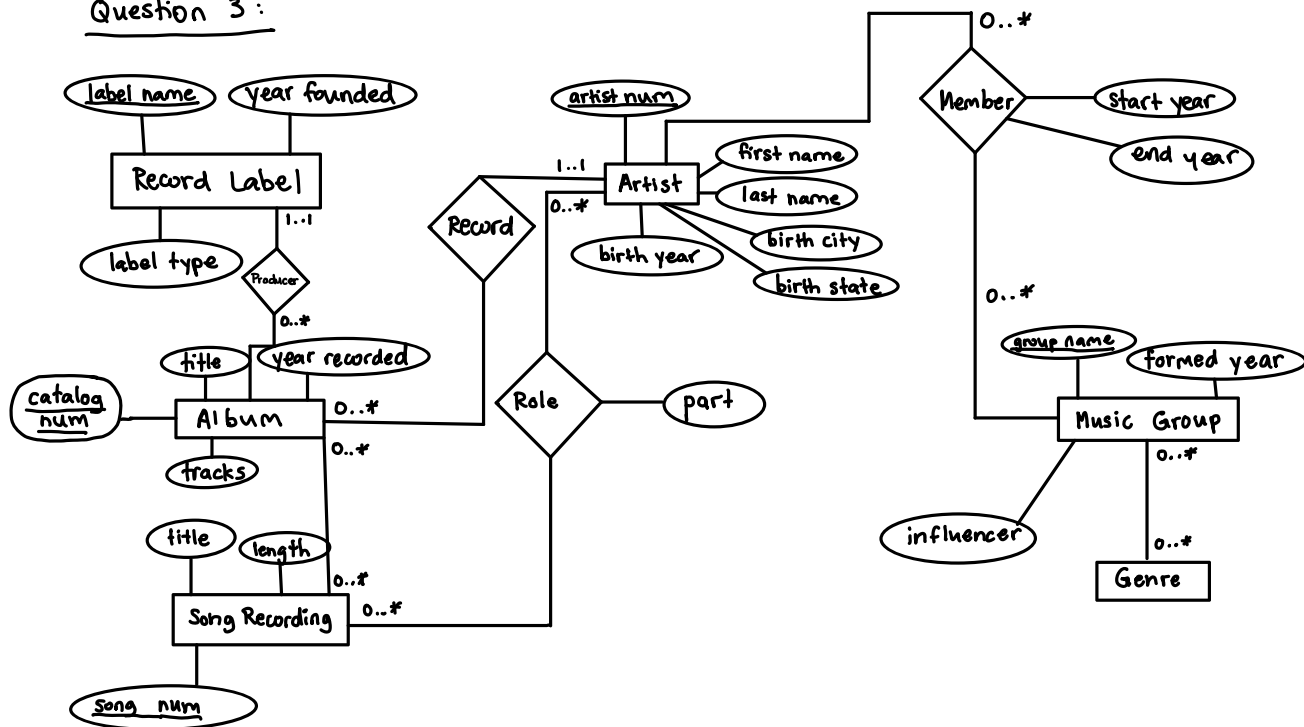 Question 3:
0..*
label name
year founded
artist num
Member
start year
end year
Record Label
1..1
Artist
first name
last name
birth city
birth state
birth year
0..*
Record
1..1
label type
Producer
0..*
title
year recorded
catalog
num
Album
0..*
0..*
tracks
Role
part
0..*
group name
formed year
Music Group
0..*
influencer
0..*
Genre
title
length
0..*
Song Recording
0..*
song num